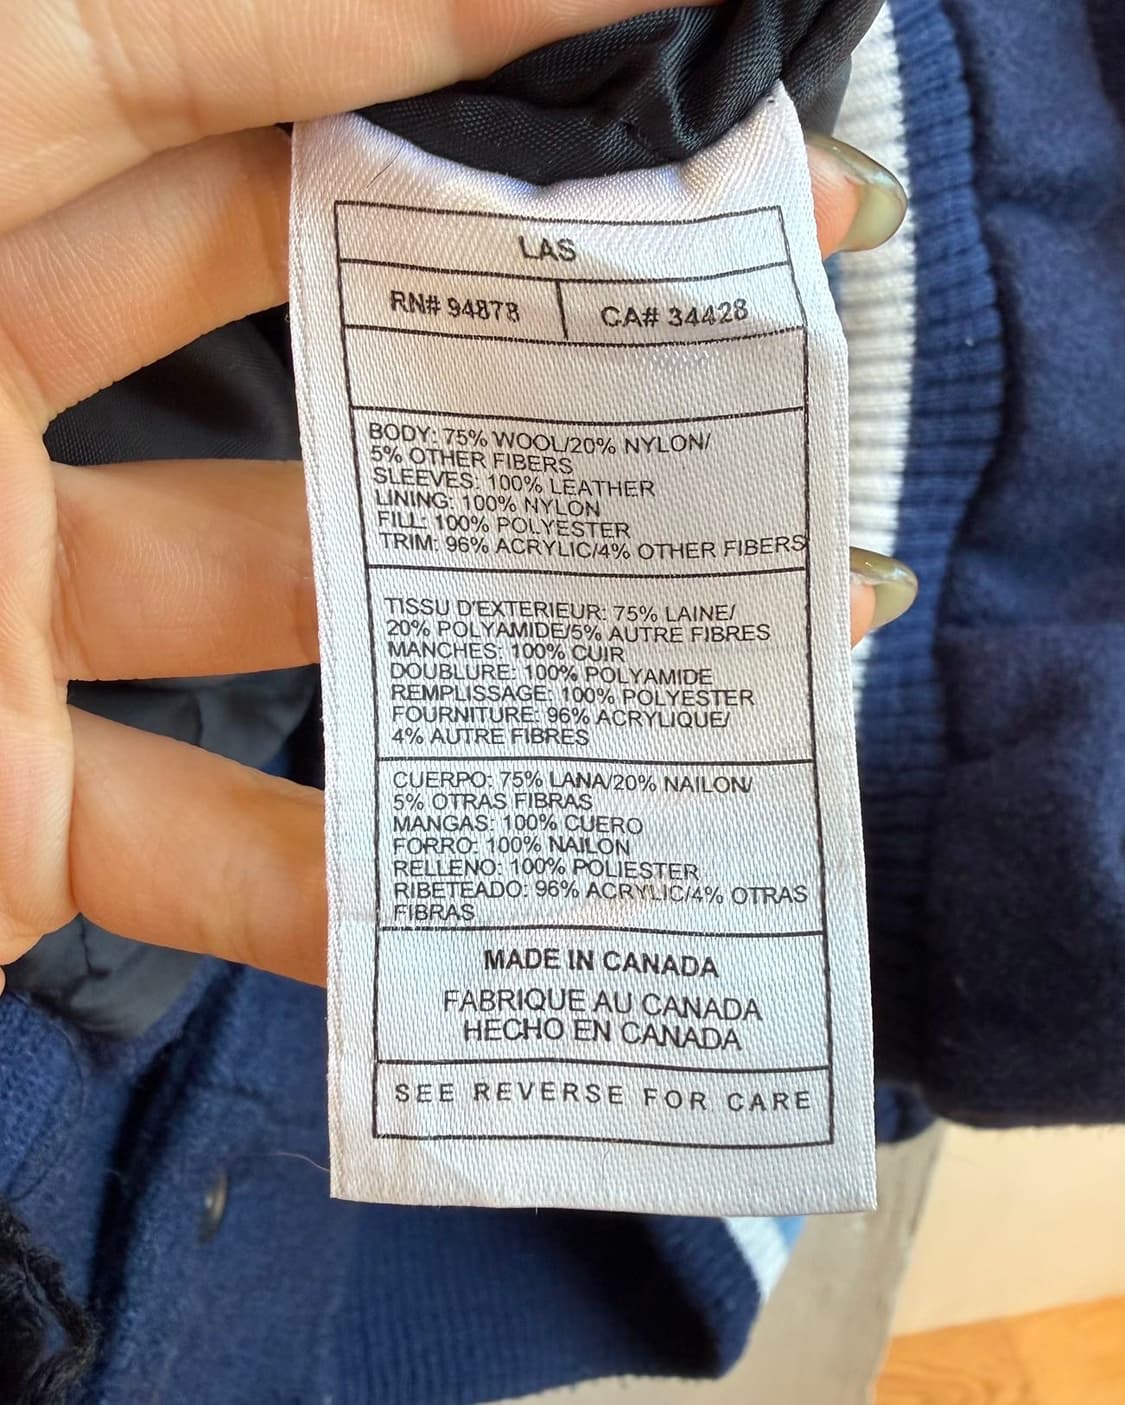 LAS
RN# 94878
CA# 34428
BODY: 75% WOOL/20% NYLON/
5% OTHER FIBERS
SLEEVES: 100% LEATHER
LINING: 100% NYLON
FILL: 100% POLYESTER
TRIM: 96% ACRYLIC/4% OTHER FIBERS
TISSU D'EXTERIEUR: 75% LAINE/
20% POLYAMIDE/5% AUTRE FIBRES
MANCHES: 100% CUIR
DOUBLURE: 100% POLYAMIDE
REMPLISSAGE: 100% POLYESTER
FOURNITURE: 96% ACRYLIQUE/
4% AUTRE FIBRES
CUERPO: 75% LANA/20% NAILON/
5% OTRAS FIBRAS
MANGAS: 100% CUERO
FORRO: 100% NAILON
RELLENO: 100% POLIESTER
RIBETEADO: 96% ACRYLIC/4% OTRAS
FIBRAS
MADE IN CANADA
FABRIQUE AU CANADA
HECHO EN CANADA
SEE REVERSE FOR CARE